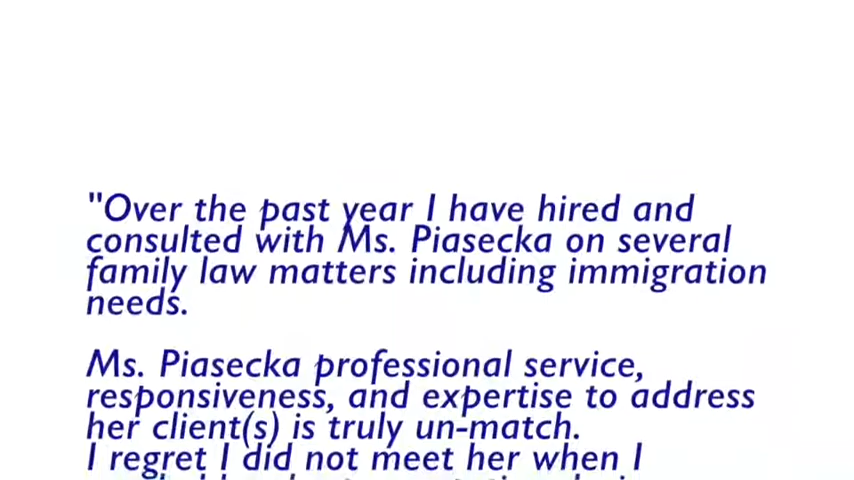 "Over the past year I have hired and
consulted with Ms. Piasecka on several
family law matters including immigration
needs.
Ms. Piasecka professional service,
responsiveness, and expertise to address
her client(s) is truly un-match.
I regret I did not meet her when I